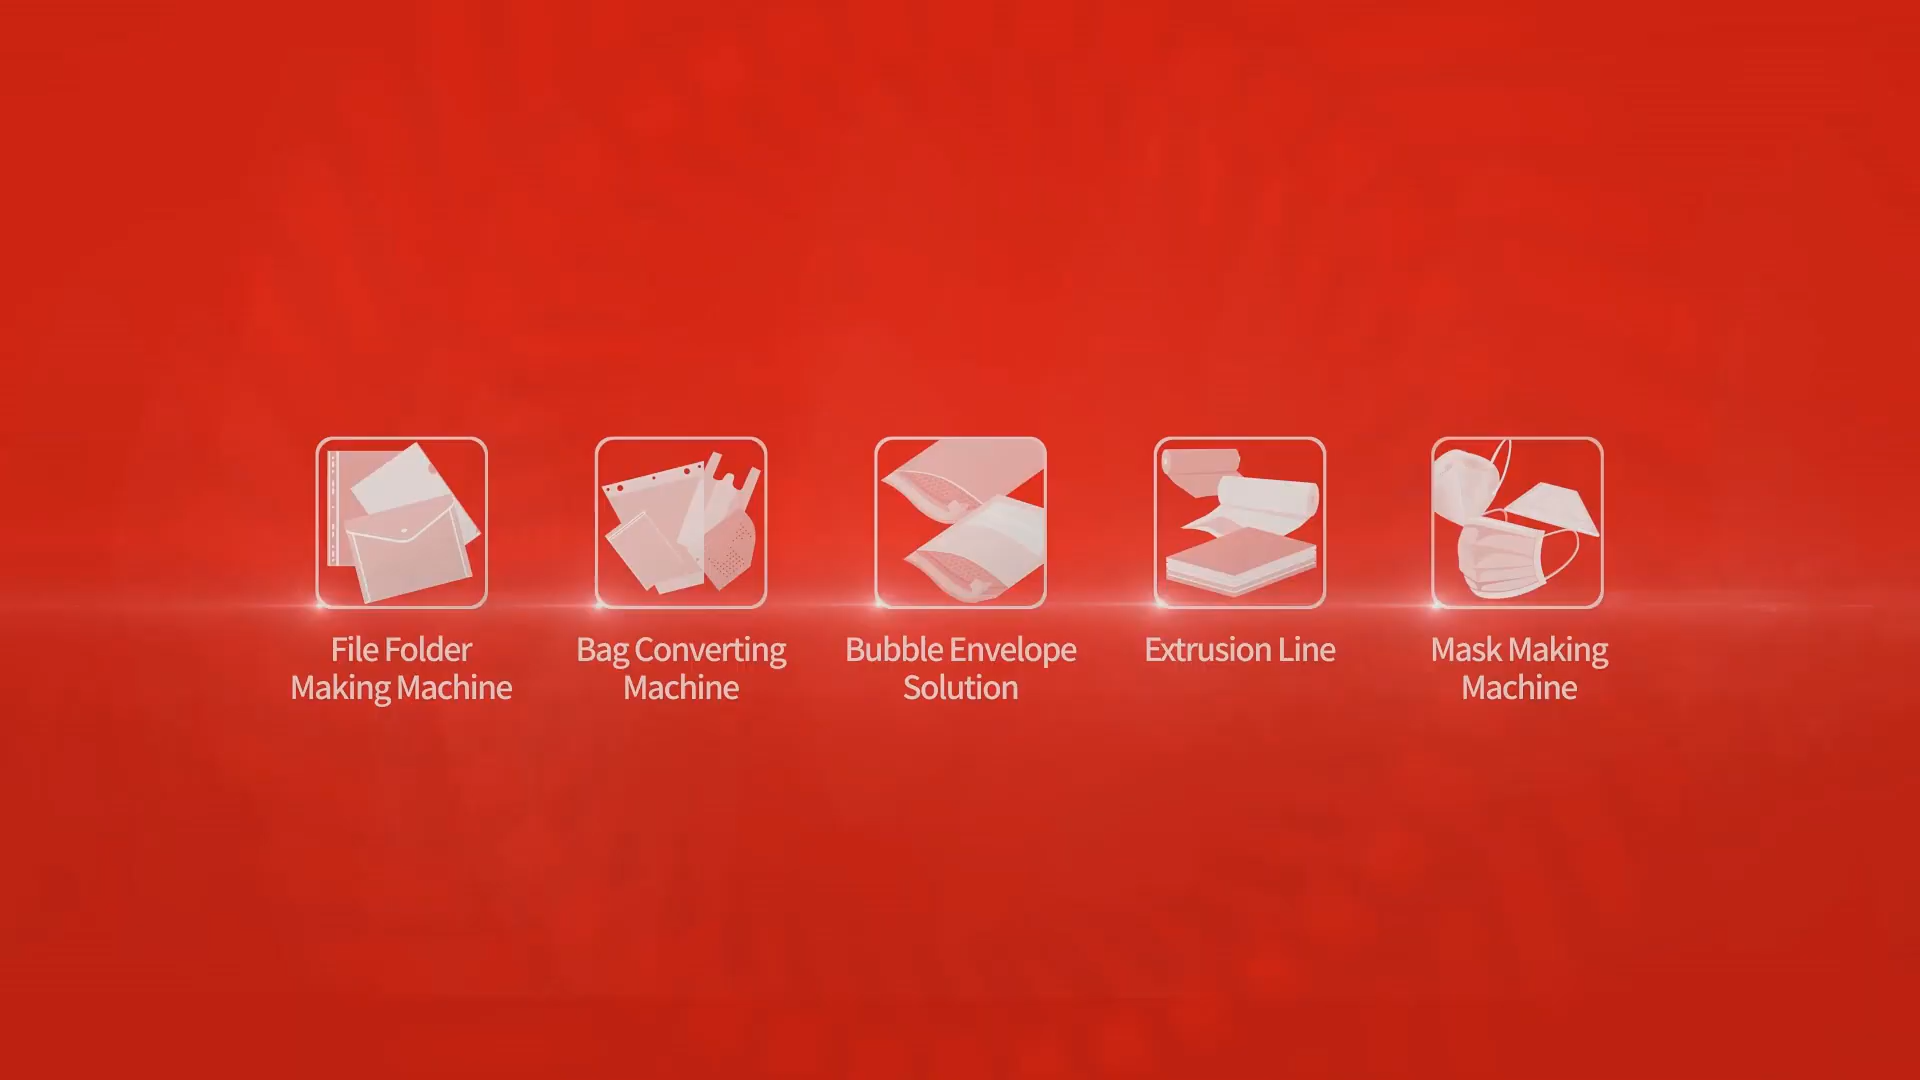 File Folder
Making Machine
Bag Converting
Machine
Bubble Envelope
Solution
Extrusion Line
Mask Making
Machine